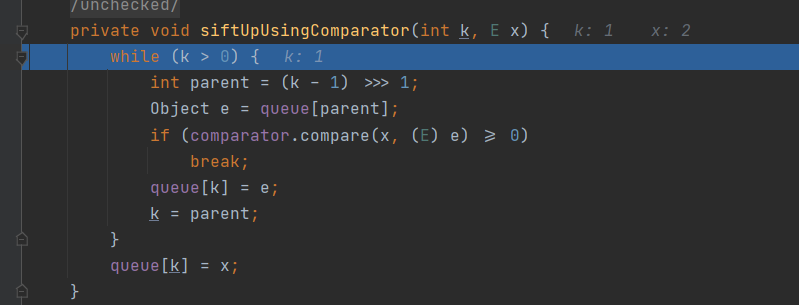 /unchecked/
private void siftUpUsingComparator(int k, E x) { k: 1 x: 2
while (k > 0) { k: 1
int parent = (k - 1) >>> 1;
Object e = queue[parent];
if (comparator.compare(x, (E) e) ⩾ 0)
break;
queue[k] = e;
k = parent;
}
queue[k] = x;
}